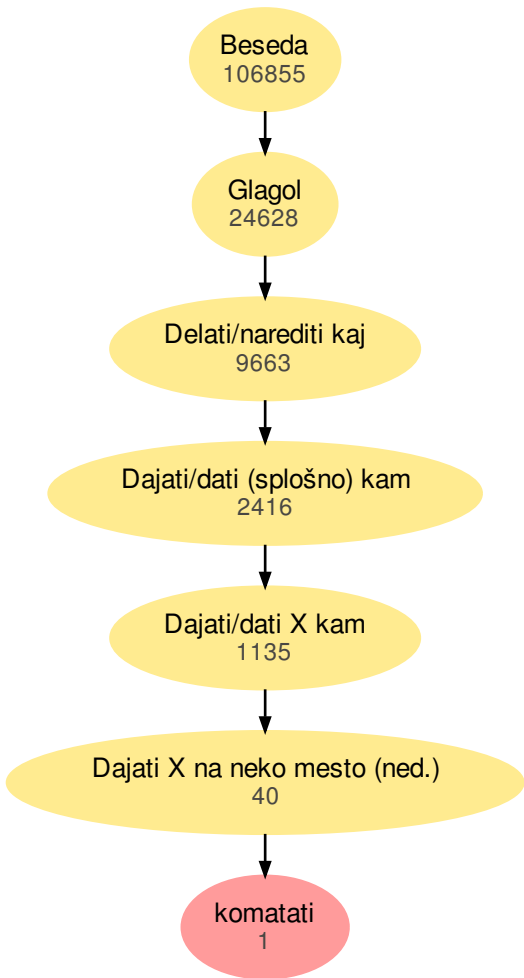 Beseda
106855
Glagol
24628
Delati/narediti kaj
9663
Dajati/dati (splošno) kam
2416
Dajati/dati X kam
1135
Dajati X na neko mesto (ned.)
40
komatati
1